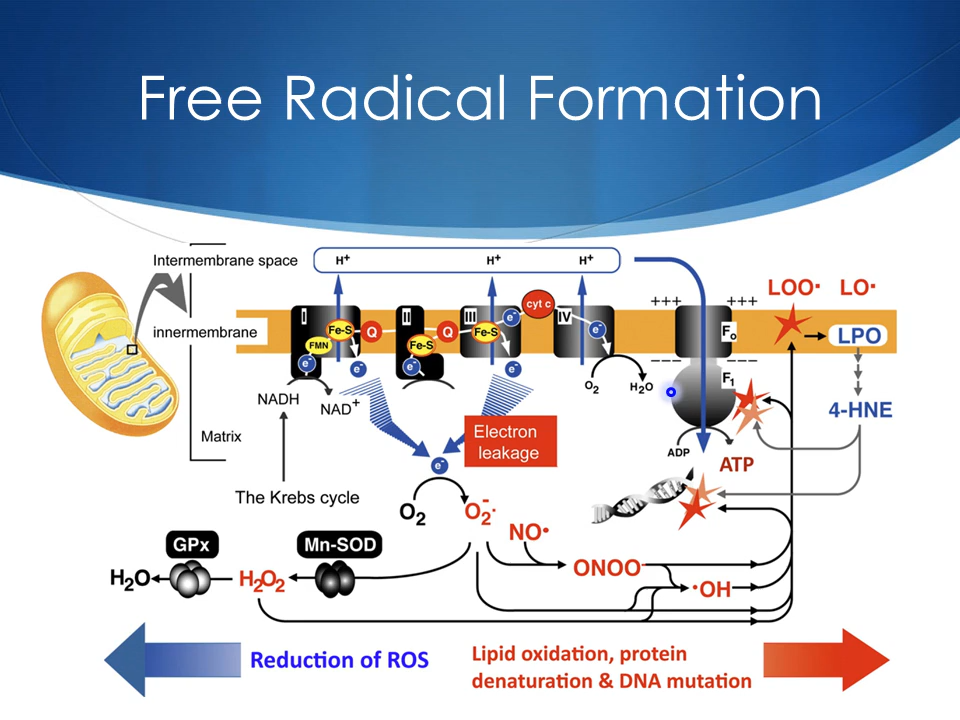 Free Radical Formation
Intermembrane space
H+
H+
H+
innermembrane
Matrix
I
Fe-S
FMN
e-
e-
Q
II
Fe-S
e-
Q
III
Fe-S
e-
e-
cyt c
IV
e-
+++
+++
Fo
F1
LOO• LO•
LPO
4-HNE
NADH
NAD+
O2
H2O
ADP
ATP
Electron
leakage
e-
The Krebs cycle
O2
O2-•
NO•
GPx
Mn-SOD
H2O
H2O2
ONOO-
•OH
Reduction of ROS
Lipid oxidation, protein
denaturation & DNA mutation